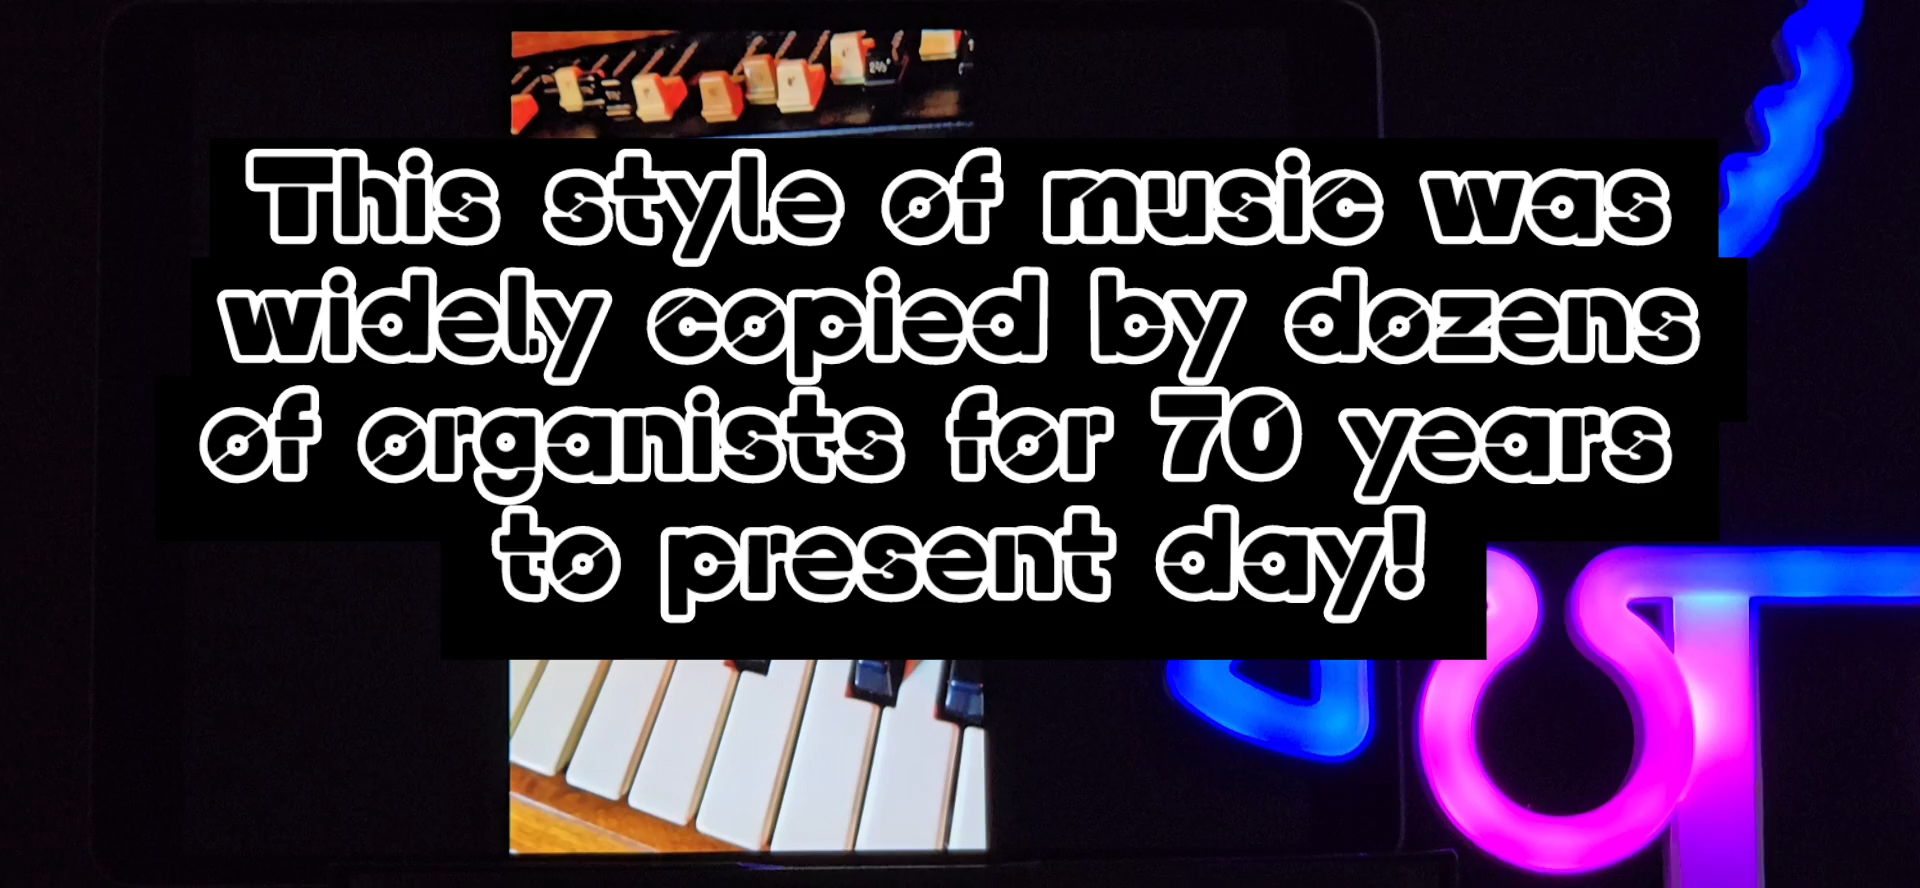 This style of music was
widely copied by dozens
of organists for 70 years
to present day!